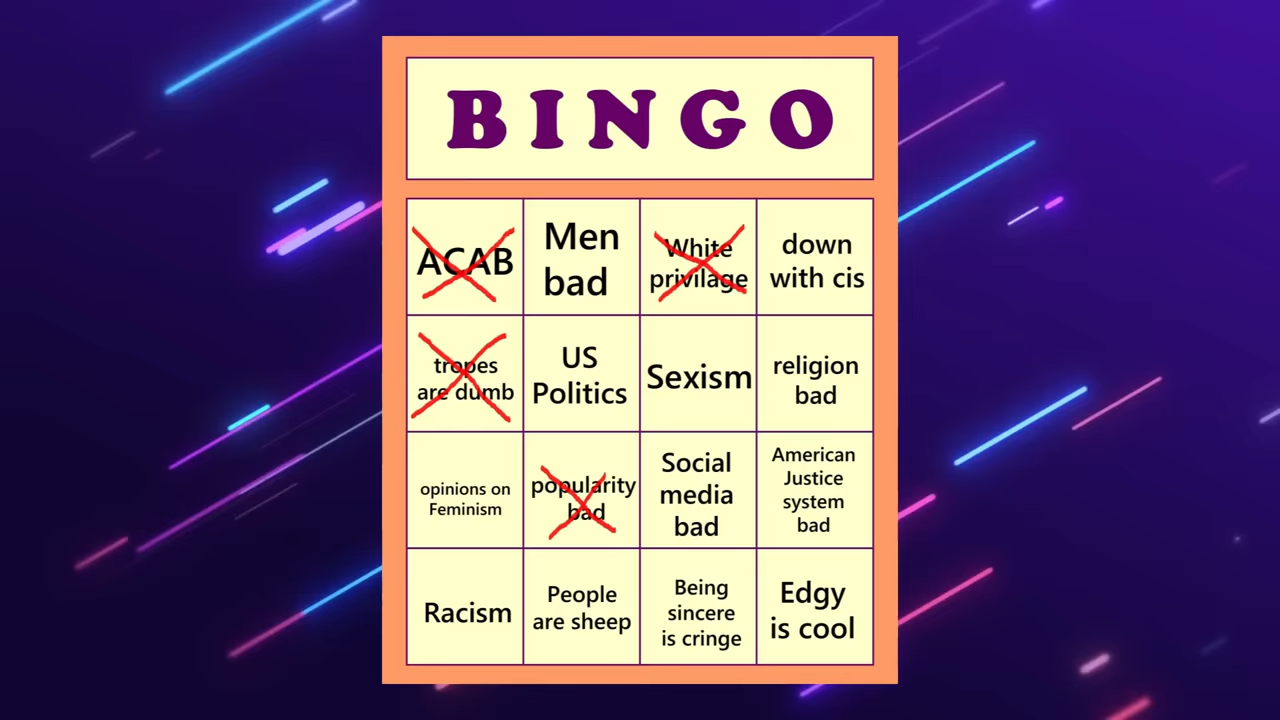 BINGO
ACAB
Men
bad
White
privilage
down
with cis
tropes
are dumb
US
Politics
Sexism
religion
bad
opinions on
Feminism
popularity
bad
Social
media
bad
American
Justice
system
bad
Racism
People
are sheep
Being
sincere
is cringe
Edgy
is cool